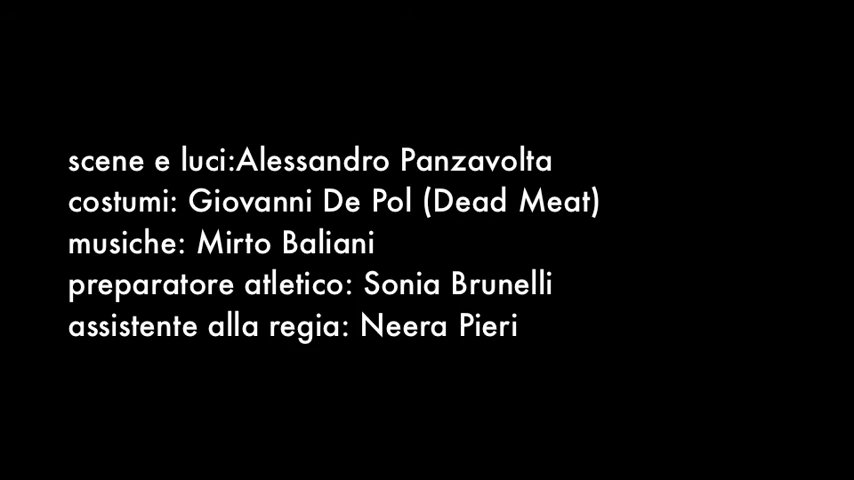 scene e luci:Alessandro Panzavolta
costumi: Giovanni De Pol (Dead Meat)
musiche: Mirto Baliani
preparatore atletico: Sonia Brunelli
assistente alla regia: Neera Pieri